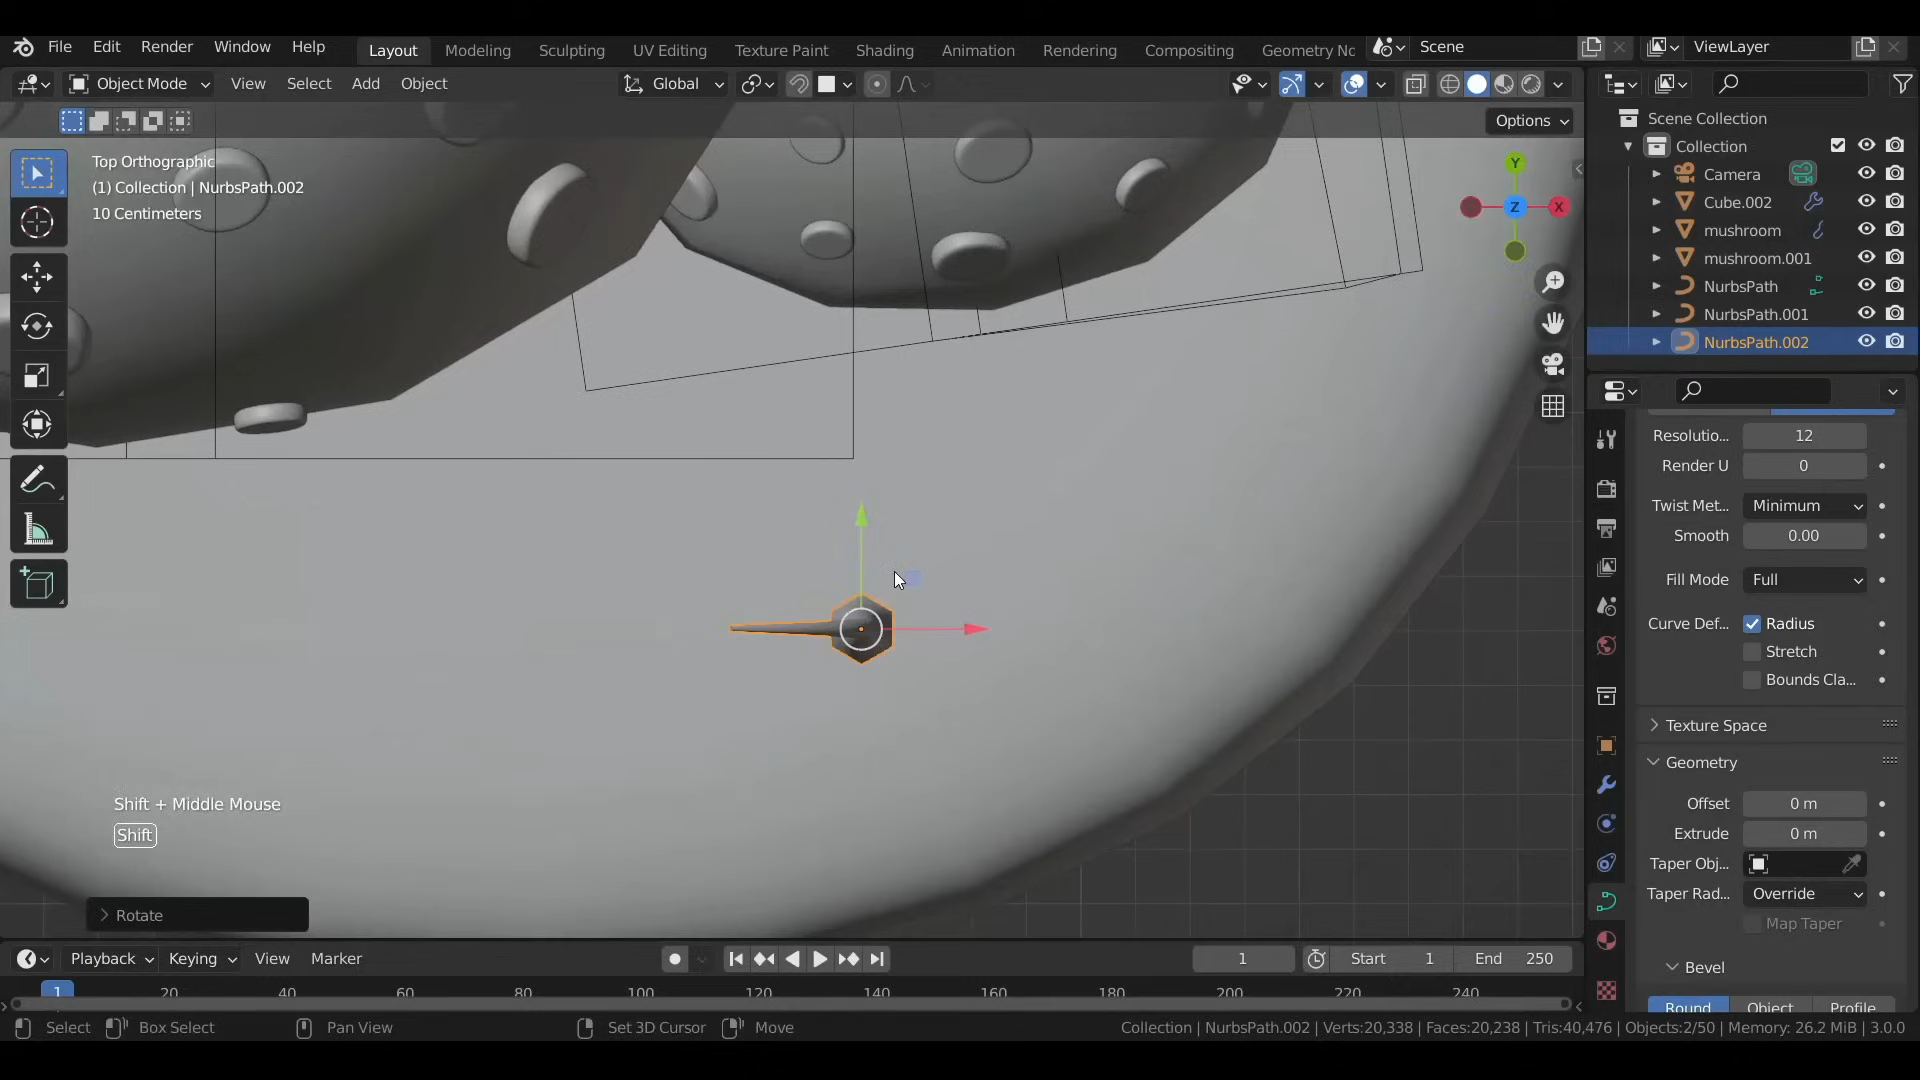 File Edit Render Window Help Layout Modeling Sculpting UV Editing Texture Paint Shading Animation Rendering Compositing Geometry Nc Scene ViewLayer
Object Mode View Select Add Object Global
Options
Top Orthographic
(1) Collection | NurbsPath.002
10 Centimeters
Y
X
Z
Scene Collection
Collection
Camera
Cube.002
mushroom
mushroom.001
NurbsPath
NurbsPath.001
NurbsPath.002
Resolutio... 12
Render U 0
Twist Met... Minimum
Smooth 0.00
Fill Mode Full
Curve Def... Radius
Stretch
Bounds Cla...
Texture Space
Geometry
Offset 0 m
Extrude 0 m
Taper Obj...
Taper Rad... Override
Map Taper
Bevel
Round Object Profile
Shift + Middle Mouse
Shift
Rotate
Playback Keying View Marker 1 Start 1 End 250
1 20 40 60 80 100 120 140 160 180 200 220 240
Select Box Select Pan View Set 3D Cursor Move Collection | NurbsPath.002 | Verts:20,338 | Faces:20,238 | Tris:40,476 | Objects:2/50 | Memory: 26.2 MiB | 3.0.0